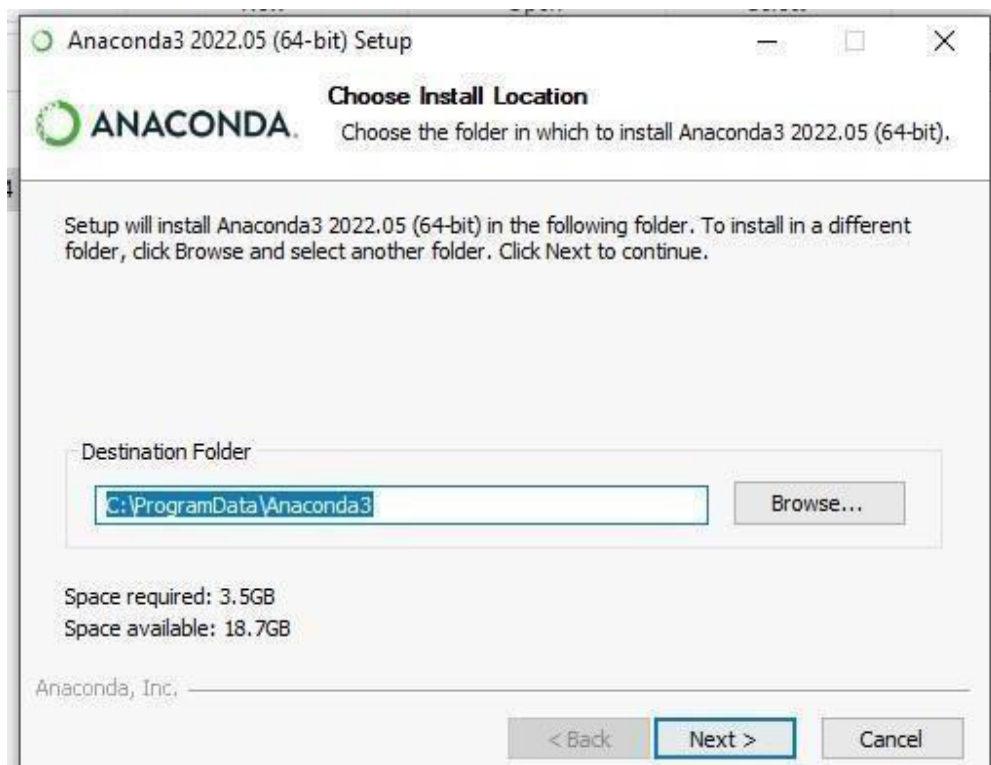 Anaconda3 2022.05 (64-bit) Setup
ANACONDA.
Choose Install Location
Choose the folder in which to install Anaconda3 2022.05 (64-bit).
Setup will install Anaconda3 2022.05 (64-bit) in the following folder. To install in a different
folder, click Browse and select another folder. Click Next to continue.
Destination Folder
C:\ProgramData\Anaconda3
Browse...
Space required: 3.5GB
Space available: 18.7GB
Anaconda, Inc.
< Back
Next >
Cancel